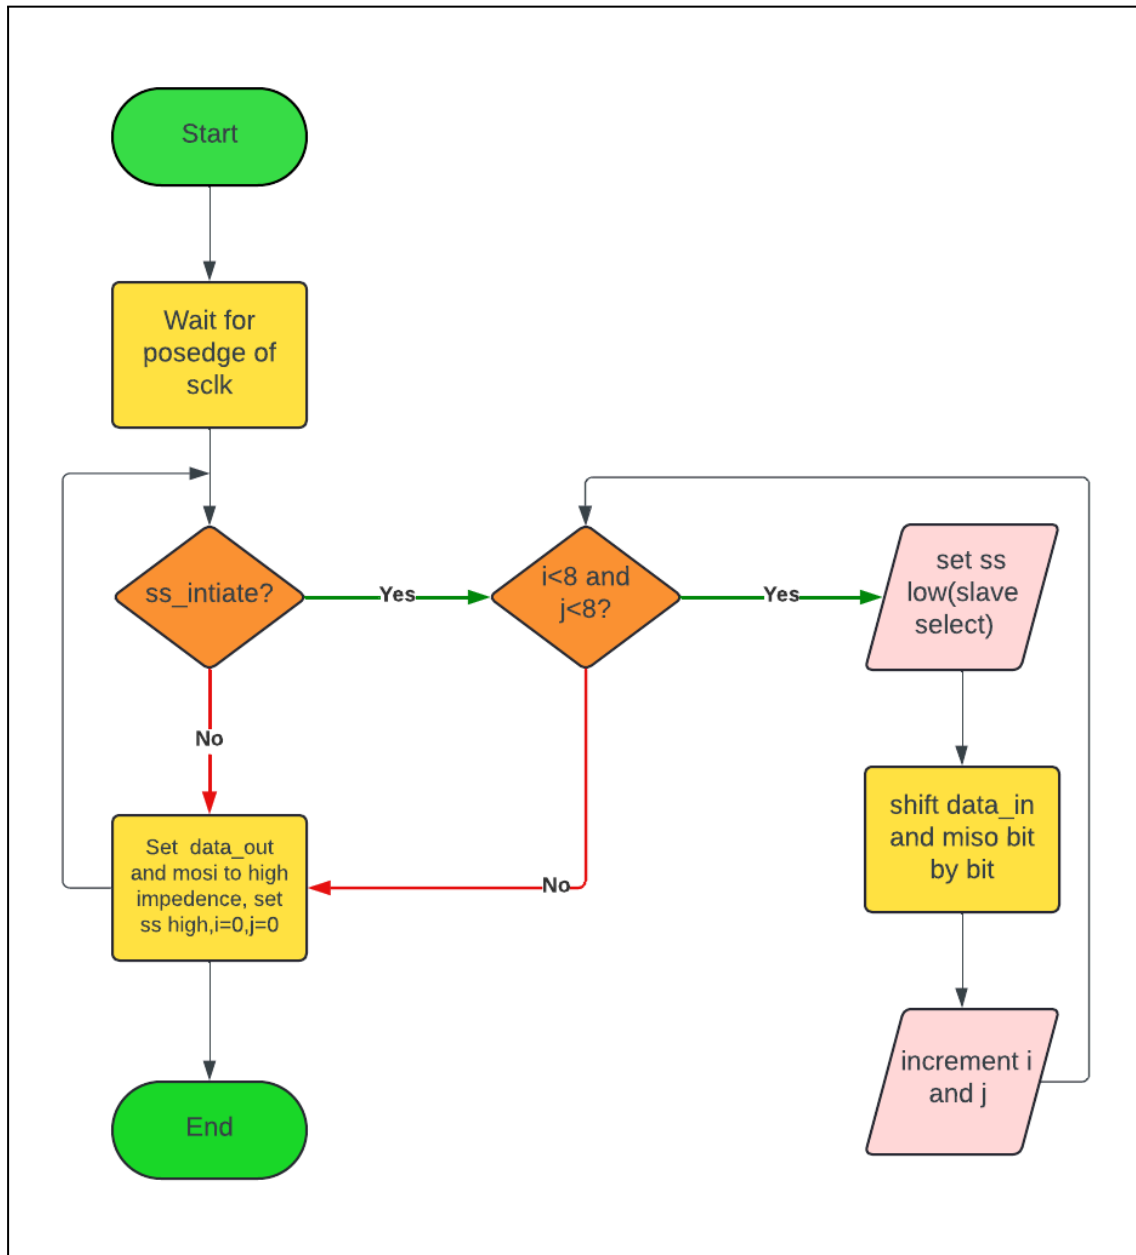 Start
Wait for
posedge of
sclk
ss_intiate?
Yes
i<8 and
j<8?
Yes
set ss
low(slave
select)
No
shift data_in
and miso bit
by bit
Set data_out
and mosi to high
impedence, set
ss high,i=0,j=0
No
increment i
and j
End